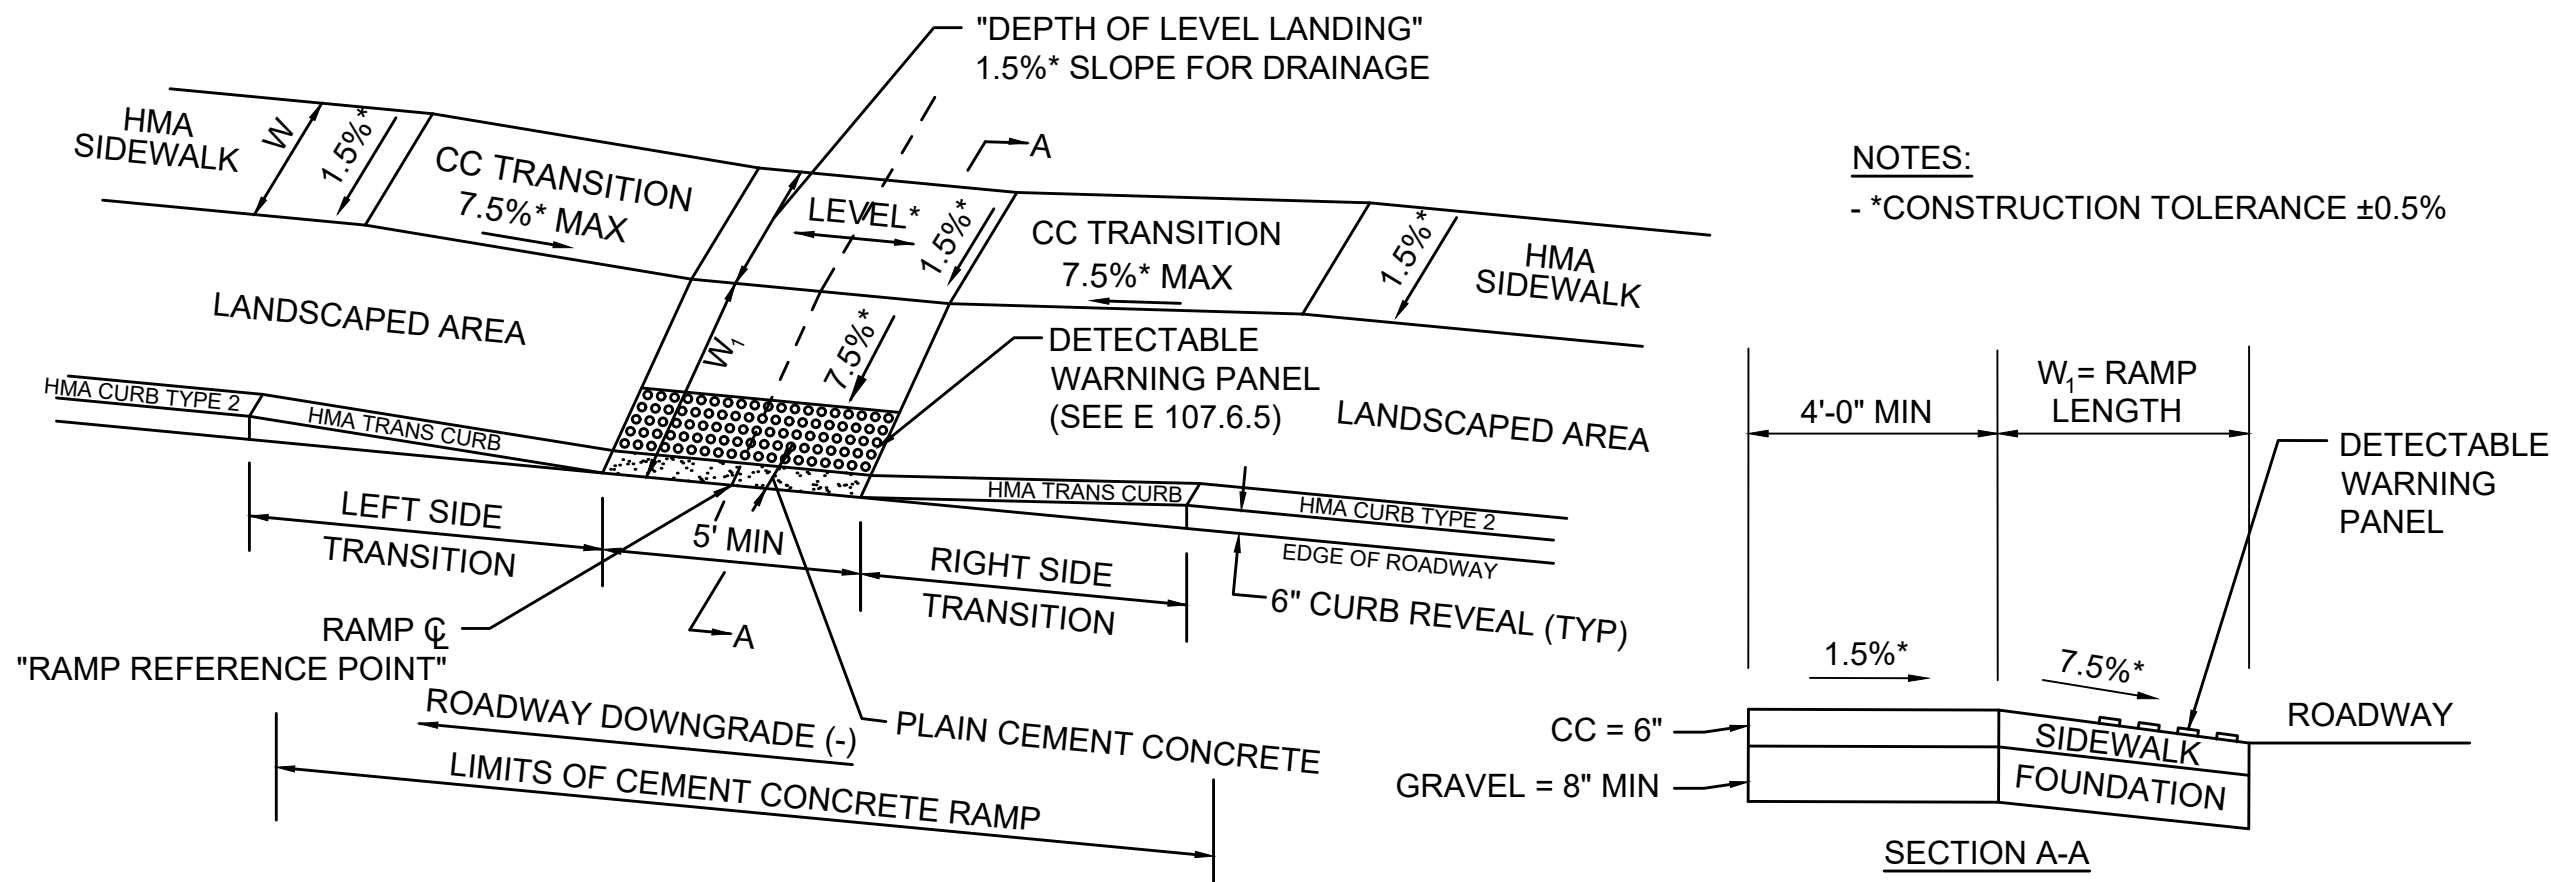 "DEPTH OF LEVEL LANDING"
1.5%* SLOPE FOR DRAINAGE
HMA
SIDEWALK
W
1.5%*
CC TRANSITION
7.5%* MAX
LEVEL*
1.5%*
A
CC TRANSITION
7.5%* MAX
1.5%*
HMA
SIDEWALK
NOTES:
- *CONSTRUCTION TOLERANCE ±0.5%
LANDSCAPED AREA
W₁
7.5%*
DETECTABLE
WARNING PANEL
(SEE E 107.6.5)
LANDSCAPED AREA
HMA CURB TYPE 2
HMA TRANS CURB
HMA TRANS CURB
HMA CURB TYPE 2
EDGE OF ROADWAY
LEFT SIDE
TRANSITION
5' MIN
RIGHT SIDE
TRANSITION
6" CURB REVEAL (TYP)
RAMP ℄
"RAMP REFERENCE POINT"
A
ROADWAY DOWNGRADE (-)
PLAIN CEMENT CONCRETE
LIMITS OF CEMENT CONCRETE RAMP
4'-0" MIN
W₁= RAMP
LENGTH
DETECTABLE
WARNING
PANEL
1.5%*
7.5%*
ROADWAY
CC = 6"
SIDEWALK
GRAVEL = 8" MIN
FOUNDATION
SECTION A-A